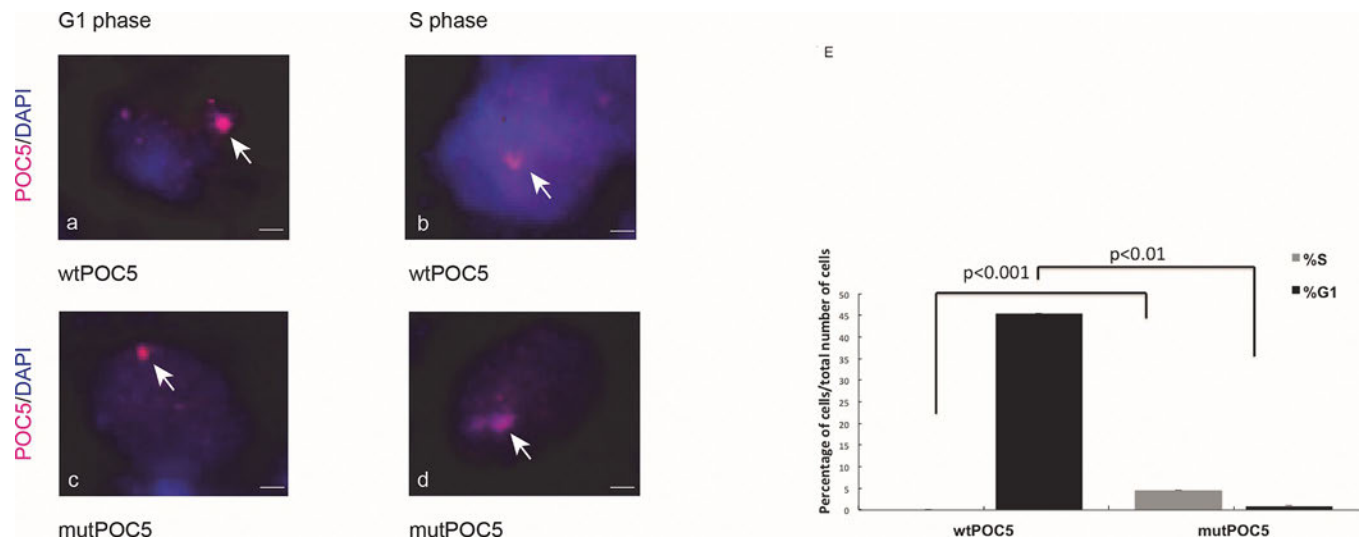 G1 phase
S phase
POC5/DAPI
a
b
wtPOC5
wtPOC5
POC5/DAPI
c
d
mutPOC5
mutPOC5
E
%S
%G1
p<0.001
p<0.01
Percentage of cells/total number of cells
50
45
40
35
30
25
20
15
10
5
0
wtPOC5
mutPOC5